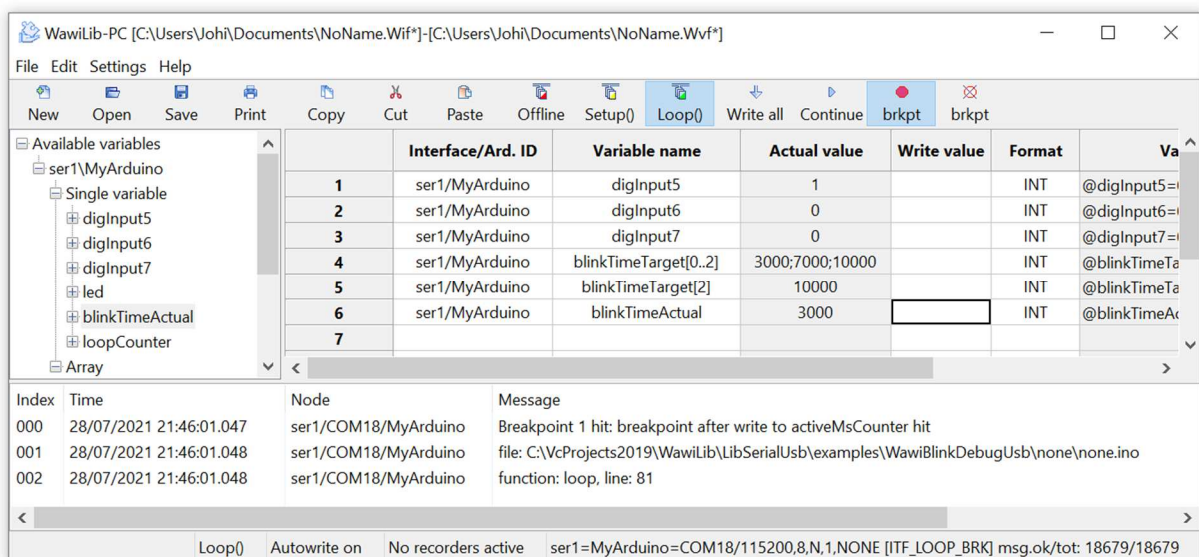 WawiLib-PC [C:\Users\Johi\Documents\NoName.Wif*]-[C:\Users\Johi\Documents\NoName.Wvf*]
File Edit Settings Help
New Open Save Print Copy Cut Paste Offline Setup() Loop() Write all Continue brkpt brkpt
Available variables
ser1\MyArduino
Single variable
digInput5
digInput6
digInput7
led
blinkTimeActual
loopCounter
Array
Interface/Ard. ID Variable name Actual value Write value Format Va
1 ser1/MyArduino digInput5 1 INT @digInput5=
2 ser1/MyArduino digInput6 0 INT @digInput6=
3 ser1/MyArduino digInput7 0 INT @digInput7=
4 ser1/MyArduino blinkTimeTarget[0..2] 3000;7000;10000 INT @blinkTimeTa
5 ser1/MyArduino blinkTimeTarget[2] 10000 INT @blinkTimeTa
6 ser1/MyArduino blinkTimeActual 3000 INT @blinkTimeAc
7
Index Time Node Message
000 28/07/2021 21:46:01.047 ser1/COM18/MyArduino Breakpoint 1 hit: breakpoint after write to activeMsCounter hit
001 28/07/2021 21:46:01.048 ser1/COM18/MyArduino file: C:\VcProjects2019\WawiLib\LibSerialUsb\examples\WawiBlinkDebugUsb\none\none.ino
002 28/07/2021 21:46:01.048 ser1/COM18/MyArduino function: loop, line: 81
Loop() Autowrite on No recorders active ser1=MyArduino=COM18/115200,8,N,1,NONE [ITF_LOOP_BRK] msg.ok/tot: 18679/18679